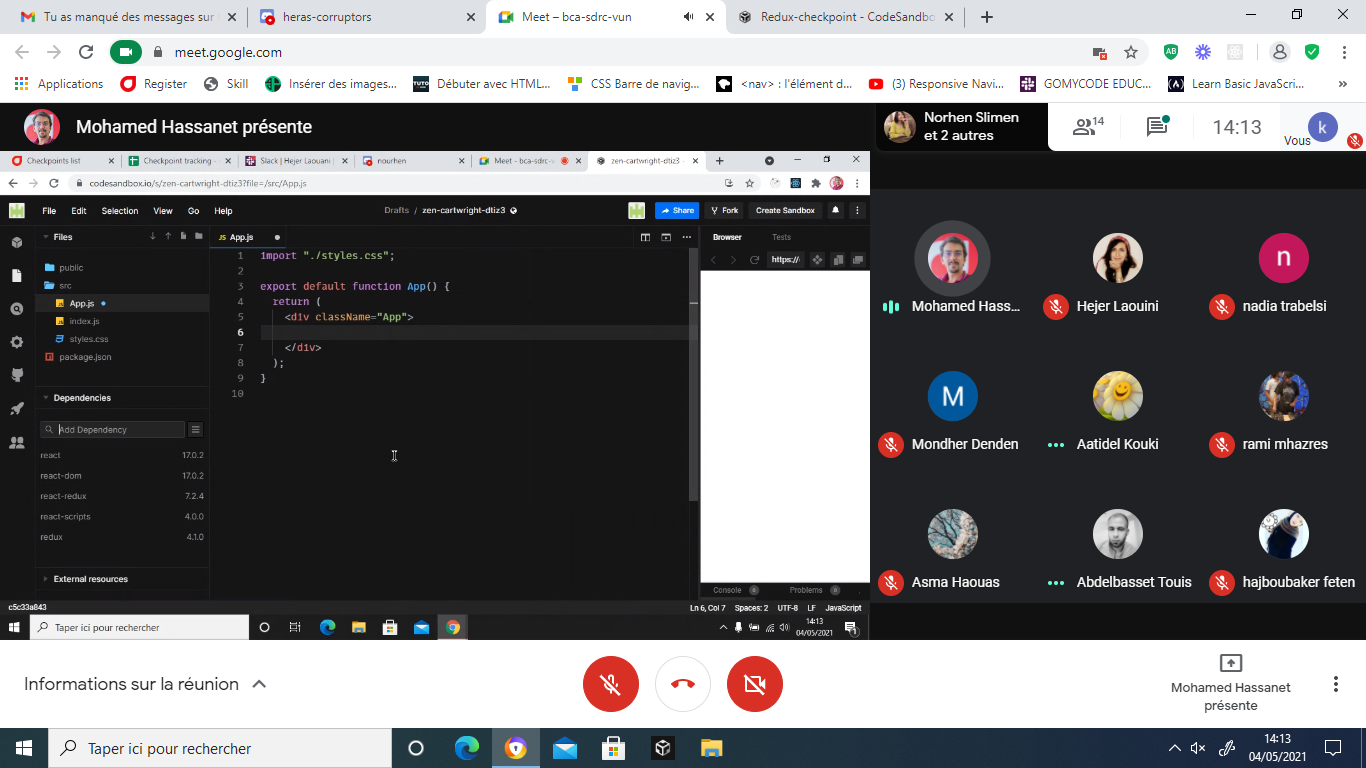 Tu as manqué des messages sur
heras-corruptors
Meet – bca-sdrc-vun
Redux-checkpoint - CodeSandbo
meet.google.com
Applications
Register
Skill
Insérer des images...
Débuter avec HTML...
CSS Barre de navig...
<nav> : l'élément d...
(3) Responsive Navi...
GOMYCODE EDUC...
Learn Basic JavaScri...
Mohamed Hassanet présente
Norhen Slimen
et 2 autres
14
14:13
Vous
k
Checkpoints list
Checkpoint tracking -
Slack | Hejer Laouani
nourhen
Meet - bca-sdrc-v
zen-cartwright-dtiz3 -
codesandbox.io/s/zen-cartwright-dtiz3?file=/src/App.js
File Edit Selection View Go Help
Drafts / zen-cartwright-dtiz3
Share
Fork
Create Sandbox
Files
JS App.js
Browser
Tests
https://
public
src
App.js
index.js
styles.css
package.json
1 import "./styles.css";
2
3 export default function App() {
4 return (
5 <div className="App">
6
7 </div>
8 );
9 }
10
Dependencies
Add Dependency
react 17.0.2
react-dom 17.0.2
react-redux 7.2.4
react-scripts 4.0.0
redux 4.1.0
External resources
Console 0
Problems 0
c5c33a843
Ln 6, Col 7 Spaces: 2 UTF-8 LF JavaScript
Taper ici pour rechercher
14:13
04/05/2021
1
Mohamed Hass...
Hejer Laouini
n
nadia trabelsi
M
Mondher Denden
Aatidel Kouki
rami mhazres
Asma Haouas
Abdelbasset Touis
hajboubaker feten
Informations sur la réunion
Mohamed Hassanet
présente
Taper ici pour rechercher
14:13
04/05/2021